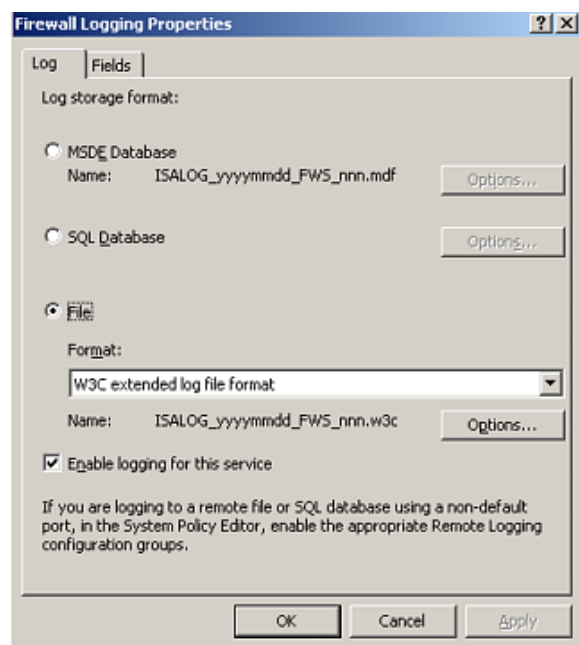 Firewall Logging Properties
Log Fields
Log storage format:
MSDE Database
Name: ISALOG_yyyymmdd_FWS_nnn.mdf Options...
SQL Database Options...
File
Format:
W3C extended log file format
Name: ISALOG_yyyymmdd_FWS_nnn.w3c Options...
Enable logging for this service
If you are logging to a remote file or SQL database using a non-default
port, in the System Policy Editor, enable the appropriate Remote Logging
configuration groups.
OK Cancel Apply